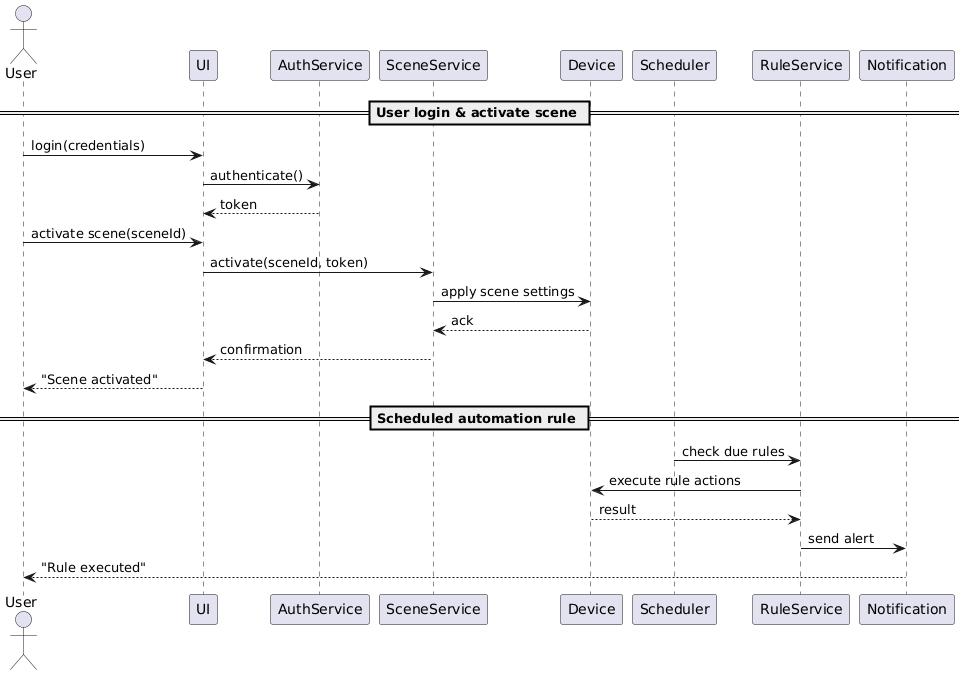 User
UI
AuthService
SceneService
Device
Scheduler
RuleService
Notification
User login & activate scene
login(credentials)
authenticate()
token
activate scene(sceneId)
activate(sceneId, token)
apply scene settings
ack
confirmation
"Scene activated"
Scheduled automation rule
check due rules
execute rule actions
result
send alert
"Rule executed"
User
UI
AuthService
SceneService
Device
Scheduler
RuleService
Notification